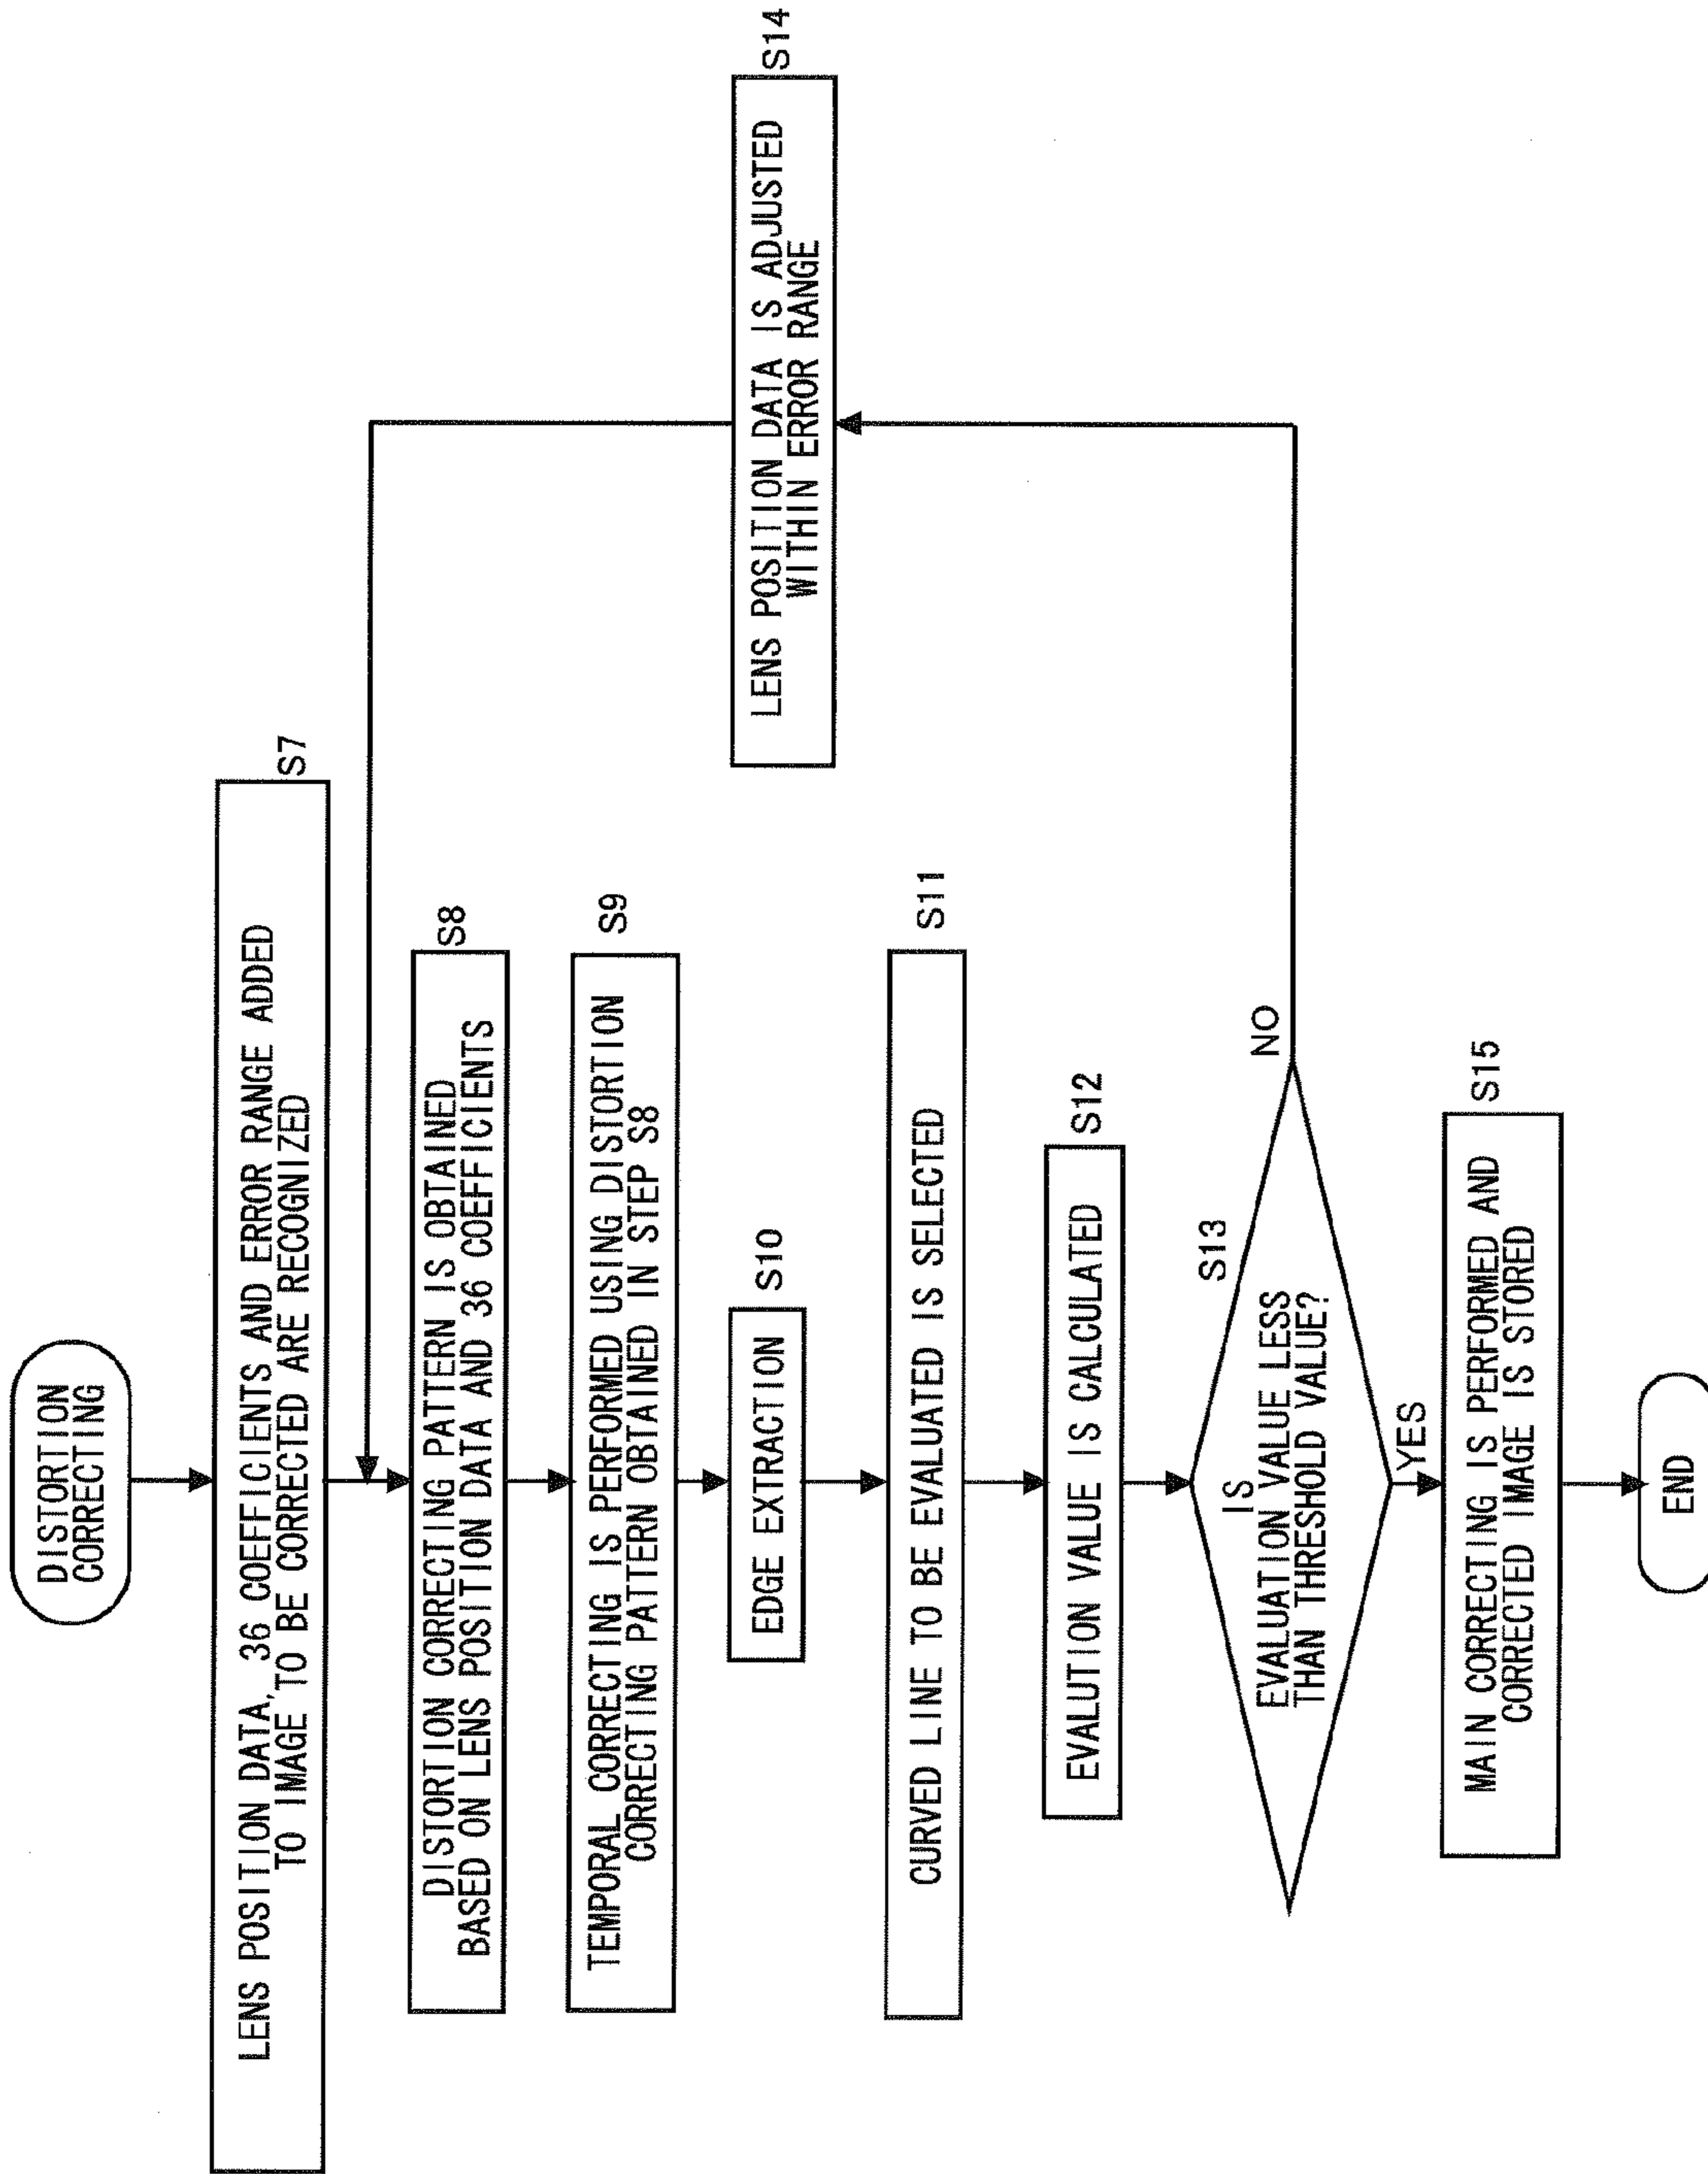 DISTORTION
CORRECTING
LENS POSITION DATA, 36 COEFFICIENTS AND ERROR RANGE ADDED
TO IMAGE TO BE CORRECTED ARE RECOGNIZED
S7
DISTORTION CORRECTING PATTERN IS OBTAINED
BASED ON LENS POSITION DATA AND 36 COEFFICIENTS
S8
TEMPORAL CORRECTING IS PERFORMED USING DISTORTION
CORRECTING PATTERN OBTAINED IN STEP S8
S9
EDGE EXTRACTION
S10
CURVED LINE TO BE EVALUATED IS SELECTED
S11
EVALUTION VALUE IS CALCULATED
S12
IS
EVALUATION VALUE LESS
THAN THRESHOLD VALUE?
S13
NO
LENS POSITION DATA IS ADJUSTED
WITHIN ERROR RANGE
S14
YES
MAIN CORRECTING IS PERFORMED AND
CORRECTED IMAGE IS STORED
S15
END